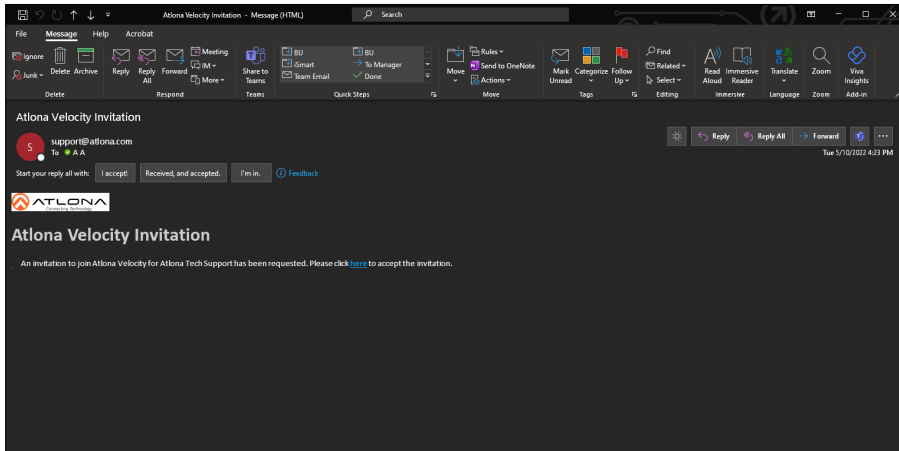 Atlona Velocity Invitation - Message (HTML)
Search
File Message Help Acrobat
Ignore
Junk
Delete
Archive
Reply
Reply All
Forward
Meeting
IM
More
Share to Teams
BU
iSmart
Team Email
BU
To Manager
Done
Move
Rules
Send to OneNote
Actions
Mark Unread
Categorize
Follow Up
Find
Related
Select
Read Aloud
Immersive Reader
Translate
Zoom
Viva Insights
Delete Respond Teams Quick Steps Move Tags Editing Immersive Language Zoom Add-in
Atlona Velocity Invitation
S
support@atlona.com
To A A
Reply Reply All Forward
Tue 5/10/2022 4:23 PM
Start your reply all with: I accept! Received, and accepted. I'm in. Feedback
ATLONA
Connecting Technology
Atlona Velocity Invitation
An invitation to join Atlona Velocity for Atlona Tech Support has been requested. Please click here to accept the invitation.